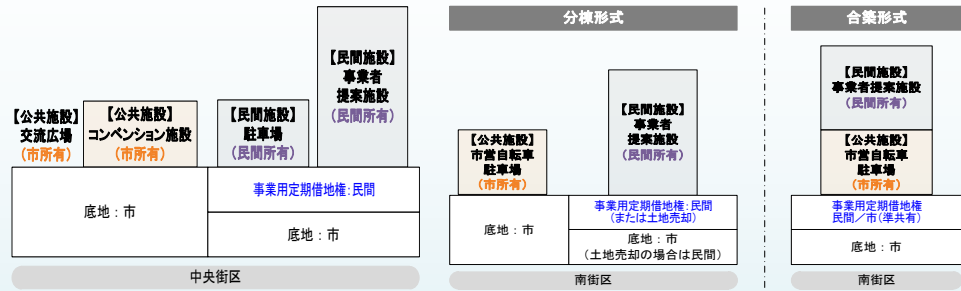 【公共施設】
交流広場
(市所有)
【公共施設】
コンベンション施設
(市所有)
【民間施設】
駐車場
(民間所有)
【民間施設】
事業者
提案施設
(民間所有)
底地：市
事業用定期借地権：民間
底地：市
中央街区
分棟形式
【公共施設】
市営自転車
駐車場
(市所有)
【民間施設】
事業者
提案施設
(民間所有)
底地：市
事業用定期借地権：民間
(または土地売却)
底地：市
(土地売却の場合は民間)
南街区
合築形式
【民間施設】
事業者提案施設
(民間所有)
【公共施設】
市営自転車
駐車場
(市所有)
事業用定期借地権
民間／市(準共有)
底地：市
南街区